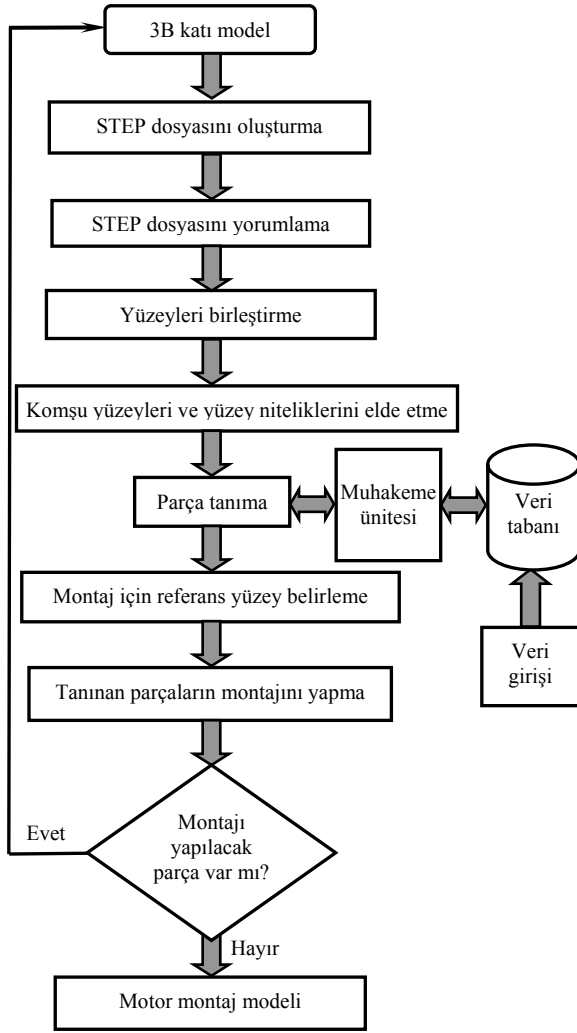 3B katı model
STEP dosyasını oluşturma
STEP dosyasını yorumlama
Yüzeyleri birleştirme
Komşu yüzeyleri ve yüzey niteliklerini elde etme
Parça tanıma
Muhakeme
ünitesi
Veri
tabanı
Montaj için referans yüzey belirleme
Veri
girişi
Tanınan parçaların montajını yapma
Evet
Montajı
yapılacak
parça var mı?
Hayır
Motor montaj modeli